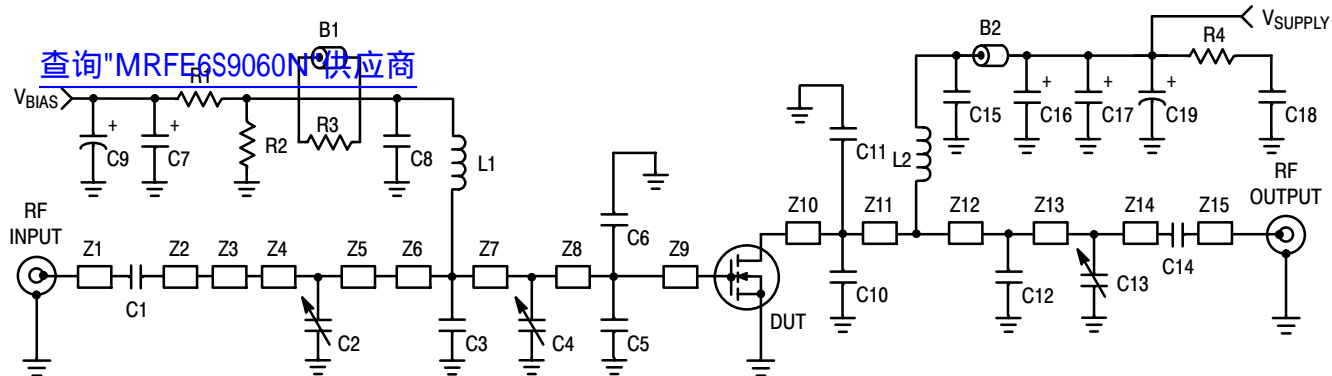 B1
查询"MRFE6S9060N"供应商
B2
VSUPPLY
R4
R1
VBIAS
+
+
R3
R2
C9
C7
C8
L1
C11
L2
C15
+
C16
+
C17
+
C19
C18
RF
INPUT
Z1
Z2
Z3
Z4
Z5
Z6
Z7
Z8
C6
Z9
Z10
Z11
Z12
Z13
Z14
Z15
RF
OUTPUT
C1
C2
C3
C4
C5
DUT
C10
C12
C13
C14